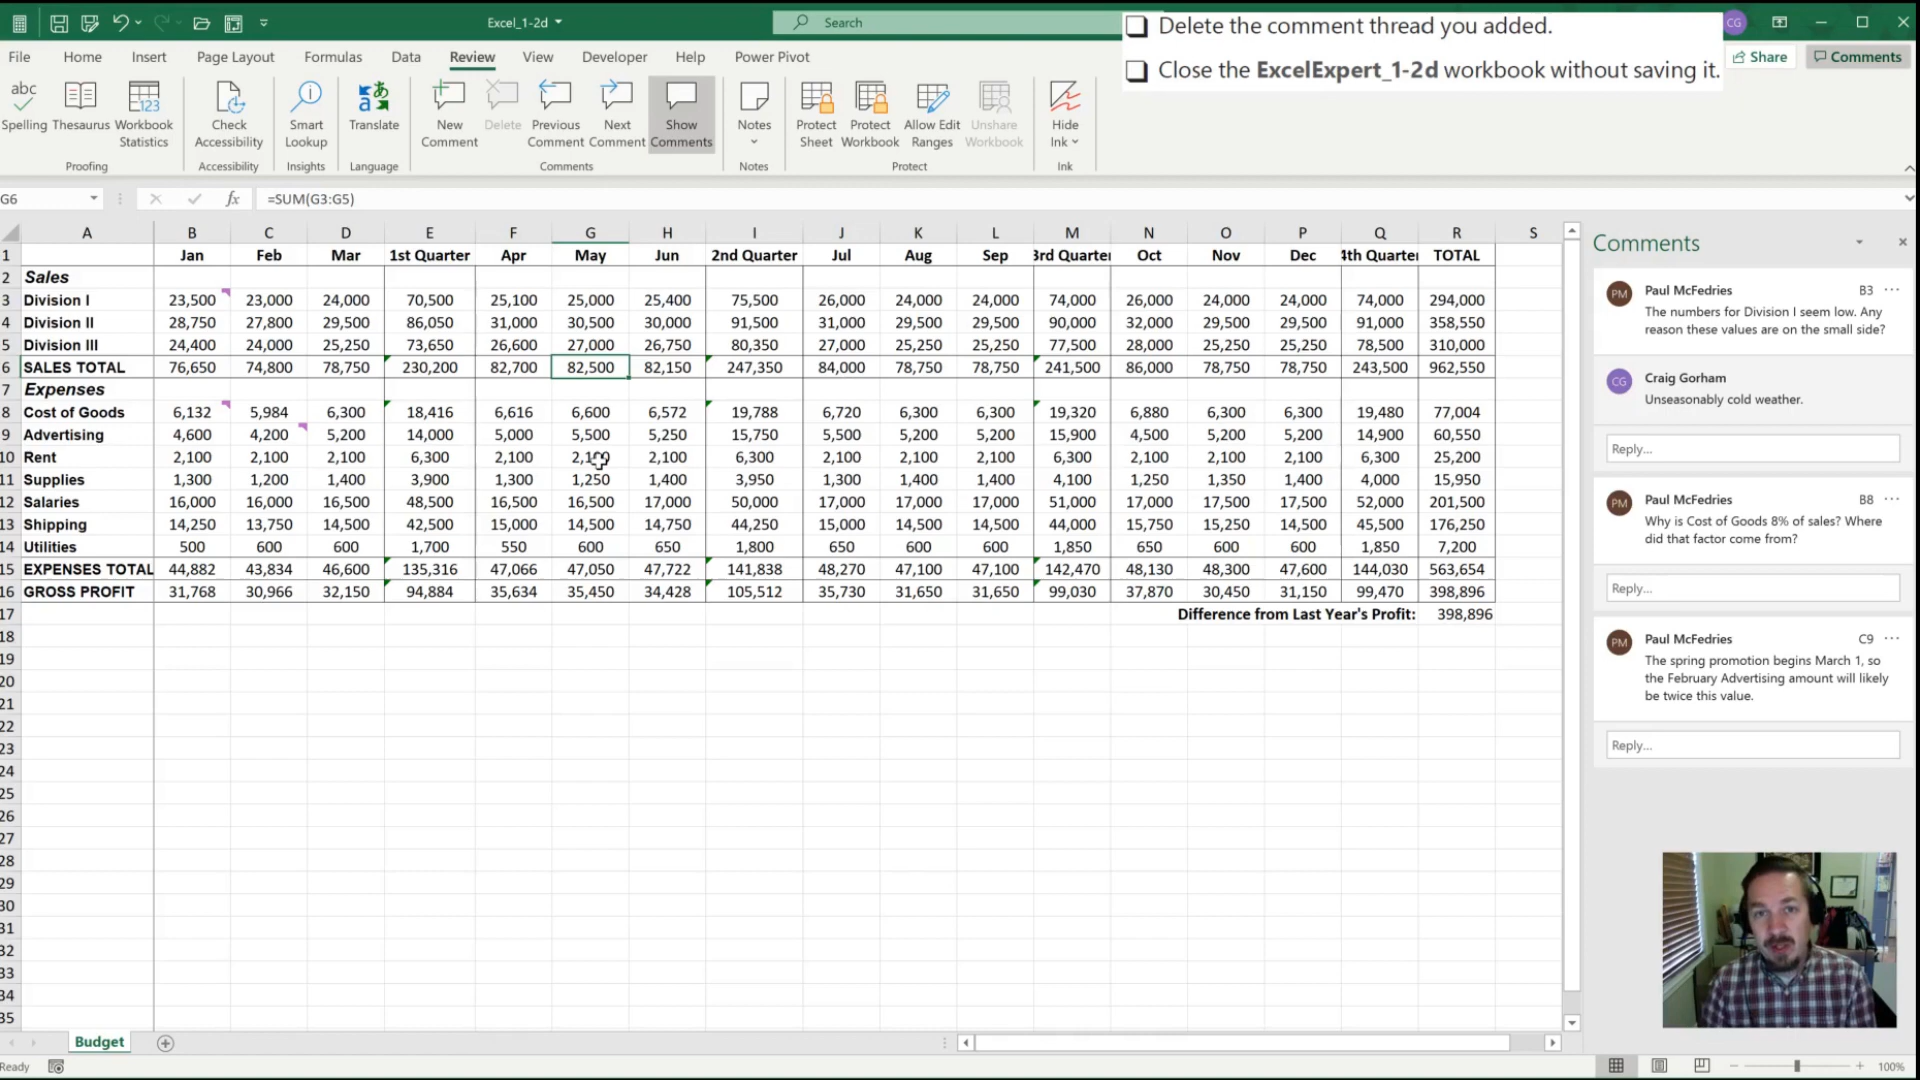 Excel_1-2d
Search
CG
❑ Delete the comment thread you added.
❑ Close the ExcelExpert_1-2d workbook without saving it.
File Home Insert Page Layout Formulas Data Review View Developer Help Power Pivot
Share Comments
abc
Spelling Thesaurus Workbook Statistics
123
Check Accessibility
Smart Lookup
Translate
New Comment Delete Previous Comment Next Comment Show Comments
Notes
Protect Sheet Protect Workbook Allow Edit Ranges Unshare Workbook
Hide Ink
Proofing Accessibility Insights Language Comments Notes Protect Ink
G6 fx =SUM(G3:G5)
A B C D E F G H I J K L M N O P Q R S
1 Jan Feb Mar 1st Quarter Apr May Jun 2nd Quarter Jul Aug Sep 3rd Quarter Oct Nov Dec 4th Quarter TOTAL
2 Sales
3 Division I 23,500 23,000 24,000 70,500 25,100 25,000 25,400 75,500 26,000 24,000 24,000 74,000 26,000 24,000 24,000 74,000 294,000
4 Division II 28,750 27,800 29,500 86,050 31,000 30,500 30,000 91,500 31,000 29,500 29,500 90,000 32,000 29,500 29,500 91,000 358,550
5 Division III 24,400 24,000 25,250 73,650 26,600 27,000 26,750 80,350 27,000 25,250 25,250 77,500 28,000 25,250 25,250 78,500 310,000
6 SALES TOTAL 76,650 74,800 78,750 230,200 82,700 82,500 82,150 247,350 84,000 78,750 78,750 241,500 86,000 78,750 78,750 243,500 962,550
7 Expenses
8 Cost of Goods 6,132 5,984 6,300 18,416 6,616 6,600 6,572 19,788 6,720 6,300 6,300 19,320 6,880 6,300 6,300 19,480 77,004
9 Advertising 4,600 4,200 5,200 14,000 5,000 5,500 5,250 15,750 5,500 5,200 5,200 15,900 4,500 5,200 5,200 14,900 60,550
10 Rent 2,100 2,100 2,100 6,300 2,100 2,100 2,100 6,300 2,100 2,100 2,100 6,300 2,100 2,100 2,100 6,300 25,200
11 Supplies 1,300 1,200 1,400 3,900 1,300 1,250 1,400 3,950 1,300 1,400 1,400 4,100 1,250 1,350 1,400 4,000 15,950
12 Salaries 16,000 16,000 16,500 48,500 16,500 16,500 17,000 50,000 17,000 17,000 17,000 51,000 17,000 17,500 17,500 52,000 201,500
13 Shipping 14,250 13,750 14,500 42,500 15,000 14,500 14,750 44,250 15,000 14,500 14,500 44,000 15,750 15,250 14,500 45,500 176,250
14 Utilities 500 600 600 1,700 550 600 650 1,800 650 600 600 1,850 650 600 600 1,850 7,200
15 EXPENSES TOTAL 44,882 43,834 46,600 135,316 47,066 47,050 47,722 141,838 48,270 47,100 47,100 142,470 48,130 48,300 47,600 144,030 563,654
16 GROSS PROFIT 31,768 30,966 32,150 94,884 35,634 35,450 34,428 105,512 35,730 31,650 31,650 99,030 37,870 30,450 31,150 99,470 398,896
17 Difference from Last Year's Profit: 398,896
18
19
20
21
22
23
24
25
26
27
28
29
30
31
32
33
34
35
Comments
PM Paul McFedries B3 ...
The numbers for Division I seem low. Any
reason these values are on the small side?
CG Craig Gorham
Unseasonably cold weather.
Reply...
PM Paul McFedries B8 ...
Why is Cost of Goods 8% of sales? Where
did that factor come from?
Reply...
PM Paul McFedries C9 ...
The spring promotion begins March 1, so
the February Advertising amount will likely
be twice this value.
Reply...
Budget
Ready
100%